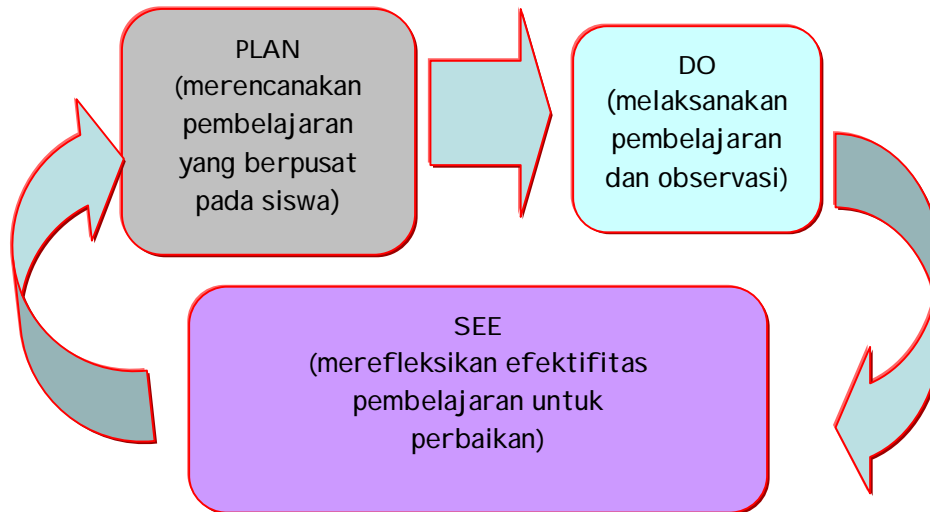 PLAN
(merencanakan
pembelajaran
yang berpusat
pada siswa)
DO
(melaksanakan
pembelajaran
dan observasi)
SEE
(merefleksikan efektifitas
pembelajaran untuk
perbaikan)